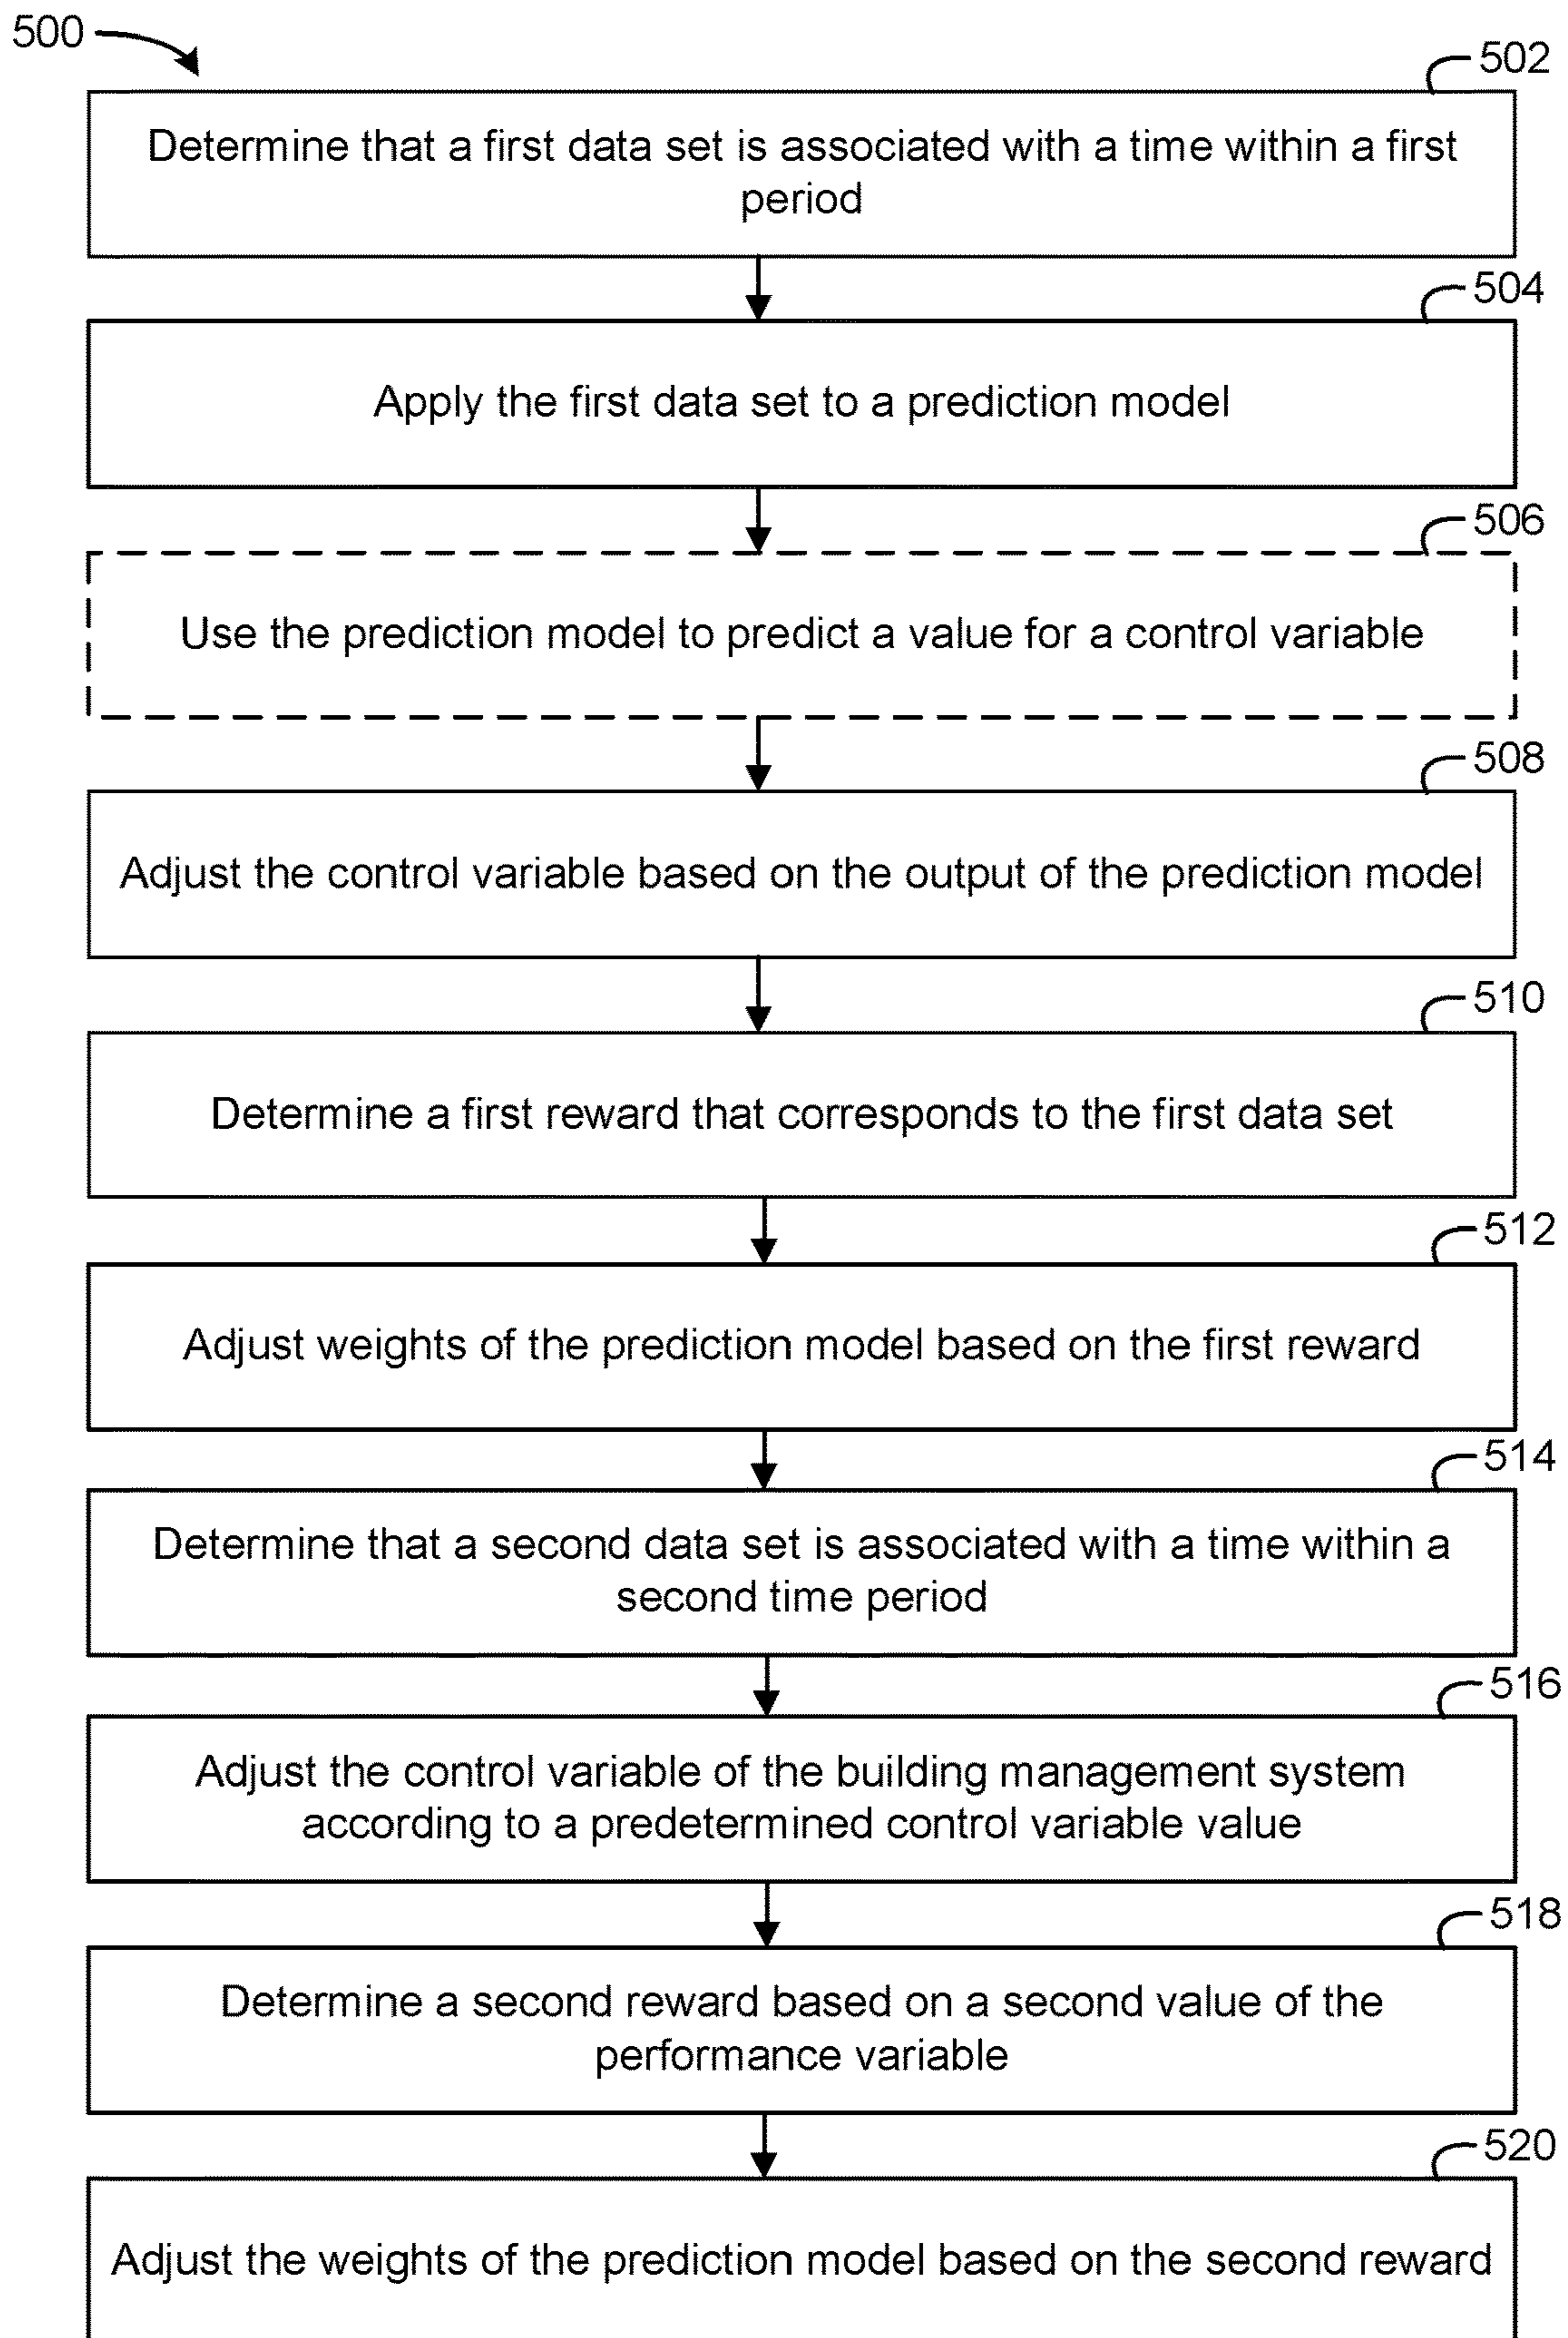 500
502
Determine that a first data set is associated with a time within a first
period
504
Apply the first data set to a prediction model
506
Use the prediction model to predict a value for a control variable
508
Adjust the control variable based on the output of the prediction model
510
Determine a first reward that corresponds to the first data set
512
Adjust weights of the prediction model based on the first reward
514
Determine that a second data set is associated with a time within a
second time period
516
Adjust the control variable of the building management system
according to a predetermined control variable value
518
Determine a second reward based on a second value of the
performance variable
520
Adjust the weights of the prediction model based on the second reward